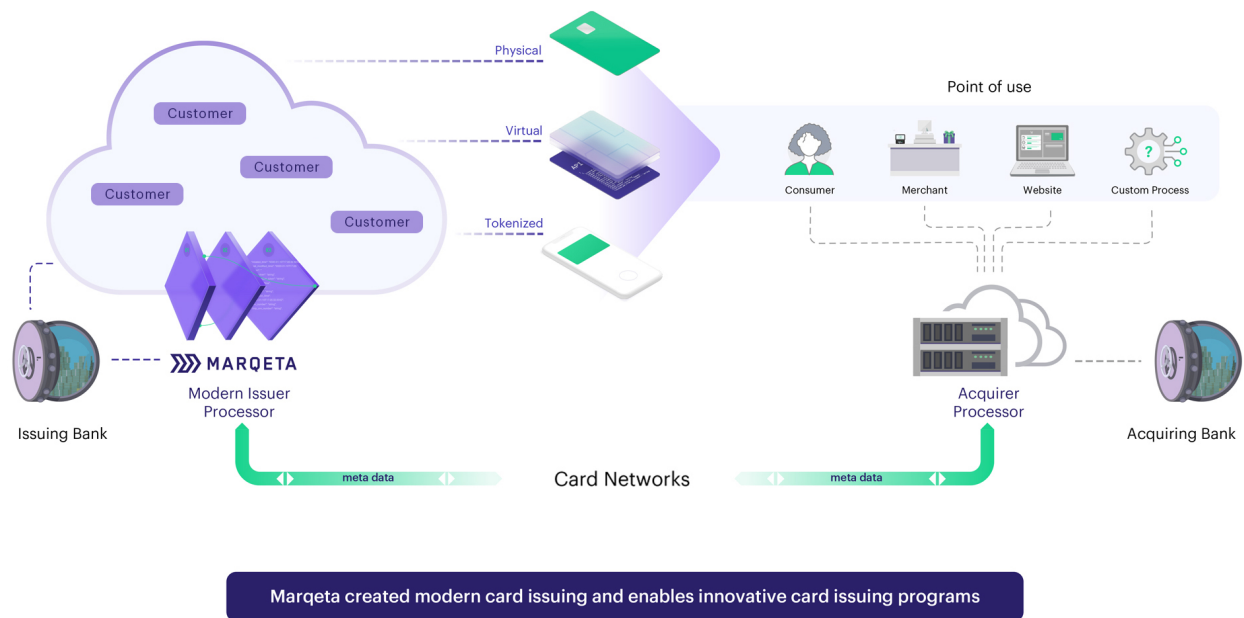 Physical
Point of use
Customer
Virtual
Customer
Customer
Consumer
Merchant
Website
Custom Process
Customer
Tokenized
?
MARQETA
Modern Issuer
Processor
Issuing Bank
Acquirer
Processor
Acquiring Bank
meta data
Card Networks
meta data
Marqeta created modern card issuing and enables innovative card issuing programs